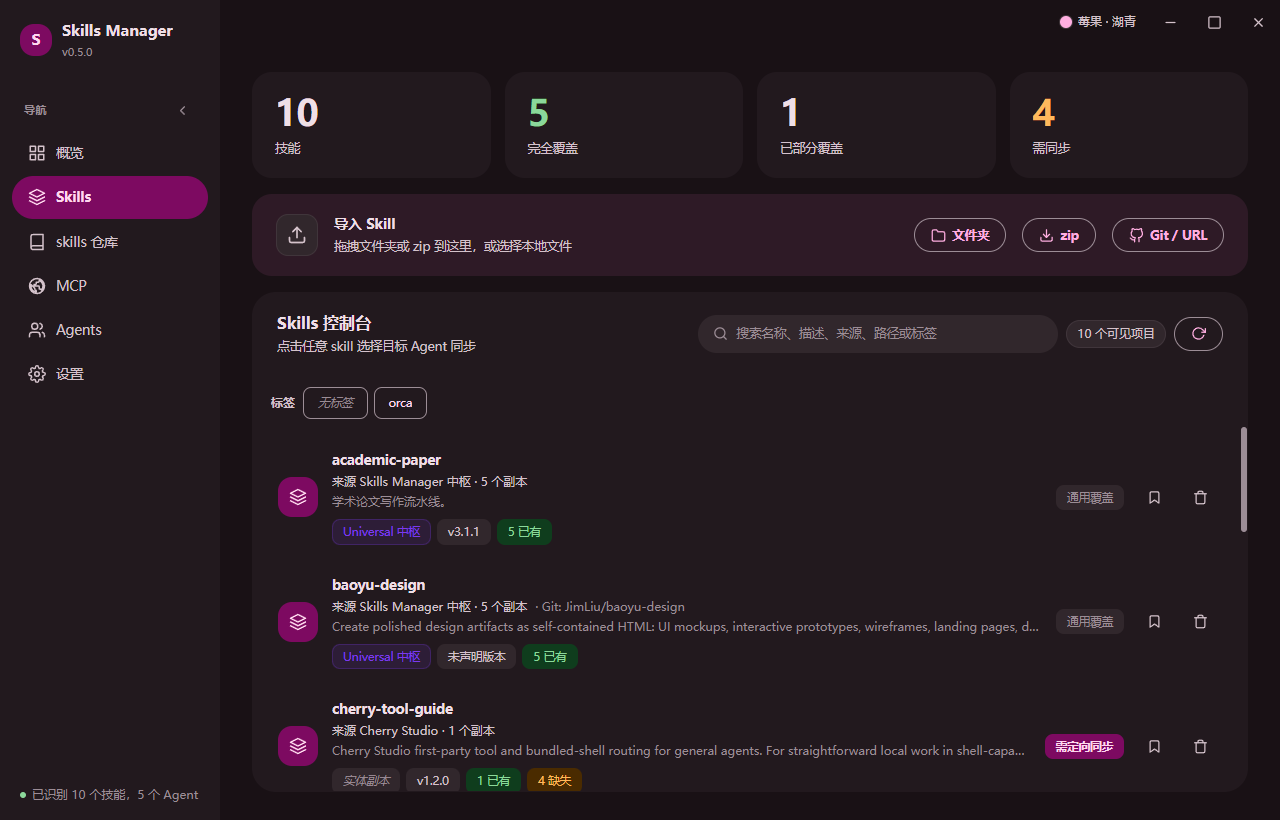 S
Skills Manager
v0.5.0
莓果 · 湖青
导航
概览
Skills
skills 仓库
MCP
Agents
设置
已识别 10 个技能，5 个 Agent
10
技能
5
完全覆盖
1
已部分覆盖
4
需同步
导入 Skill
拖拽文件夹或 zip 到这里，或选择本地文件
文件夹
zip
Git / URL
Skills 控制台
点击任意 skill 选择目标 Agent 同步
搜索名称、描述、来源、路径或标签
10 个可见项目
标签
无标签
orca
academic-paper
来源 Skills Manager 中枢 · 5 个副本
学术论文写作流水线。
Universal 中枢
v3.1.1
5 已有
通用覆盖
baoyu-design
来源 Skills Manager 中枢 · 5 个副本 · Git: JimLiu/baoyu-design
Create polished design artifacts as self-contained HTML: UI mockups, interactive prototypes, wireframes, landing pages, d...
Universal 中枢
未声明版本
5 已有
通用覆盖
cherry-tool-guide
来源 Cherry Studio · 1 个副本
Cherry Studio first-party tool and bundled-shell routing for general agents. For straightforward local work in shell-capa...
实体副本
v1.2.0
1 已有
4 缺失
需定向同步